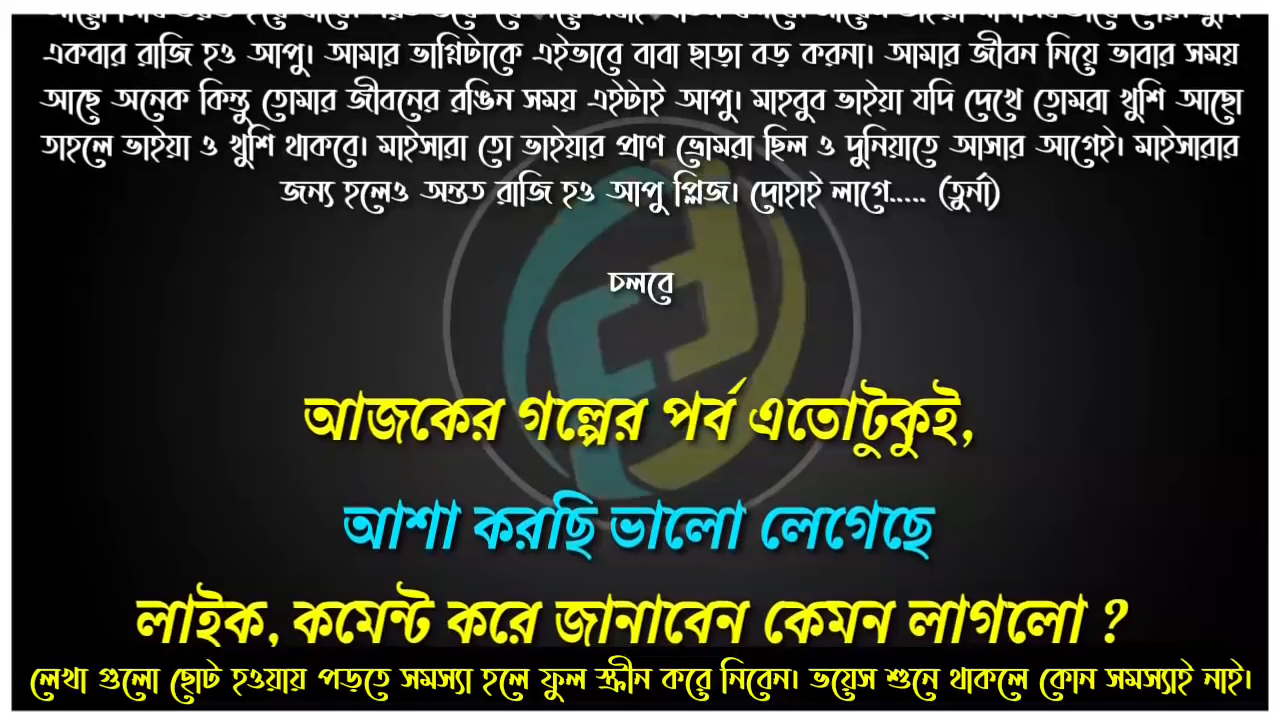 একবার রাজি হও আপু। আমার ভাগ্নিটাকে এইভাবে বাবা ছাড়া বড় করনা। আমার জীবন নিয়ে ভাবার সময়
আছে অনেক কিন্তু তোমার জীবনের রঙিন সময় এইটাই আপু। মাহবুব ভাইয়া যদি দেখে তোমরা খুশি আছো
তাহলে ভাইয়া ও খুশি থাকবে। মাইসারা তো ভাইয়ার প্রাণ ভোমরা ছিল ও দুনিয়াতে আসার আগেই। মাইসারার
জন্য হলেও অন্তত রাজি হও আপু প্লিজ। দোহাই লাগে..... (তুর্না)
চলবে
আজকের গল্পের পর্ব এতোটুকুই,
আশা করছি ভালো লেগেছে
লাইক, কমেন্ট করে জানাবেন কেমন লাগলো ?
লেখা গুলো ছোট হওয়ায় পড়তে সমস্যা হলে ফুল স্ক্রীন করে নিবেন। ভয়েস শুনে থাকলে কোন সমস্যাই নাই।